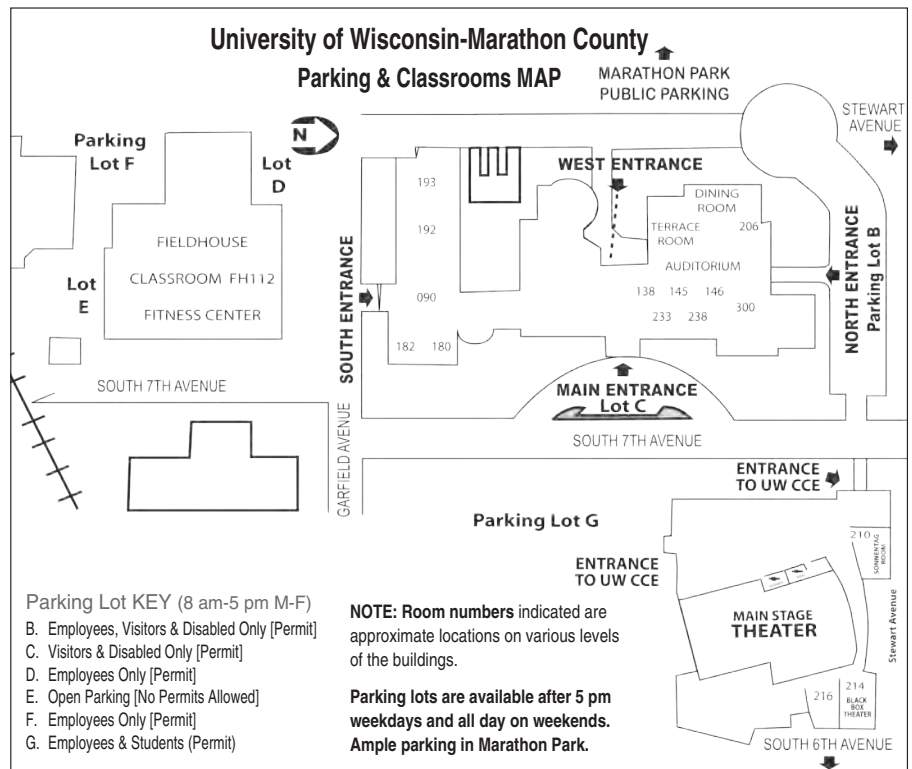 University of Wisconsin-Marathon County
Parking & Classrooms MAP
MARATHON PARK
PUBLIC PARKING
STEWART
AVENUE
Parking
Lot F
Lot
D
N
WEST ENTRANCE
193
192
090
182 180
DINING
ROOM
TERRACE
ROOM
206
AUDITORIUM
138 145 146
233 238
300
FIELDHOUSE
CLASSROOM FH112
FITNESS CENTER
Lot
E
SOUTH ENTRANCE
NORTH ENTRANCE
Parking Lot B
SOUTH 7TH AVENUE
MAIN ENTRANCE
Lot C
SOUTH 7TH AVENUE
GARFIELD AVENUE
ENTRANCE
TO UW CCE
Parking Lot G
ENTRANCE
TO UW CCE
210
SONNENTAG
ROOM
MAIN STAGE
THEATER
Stewart Avenue
216
214
BLACK
BOX
THEATER
SOUTH 6TH AVENUE
Parking Lot KEY (8 am-5 pm M-F)
B. Employees, Visitors & Disabled Only [Permit]
C. Visitors & Disabled Only [Permit]
D. Employees Only [Permit]
E. Open Parking [No Permits Allowed]
F. Employees Only [Permit]
G. Employees & Students (Permit)
NOTE: Room numbers indicated are
approximate locations on various levels
of the buildings.
Parking lots are available after 5 pm
weekdays and all day on weekends.
Ample parking in Marathon Park.